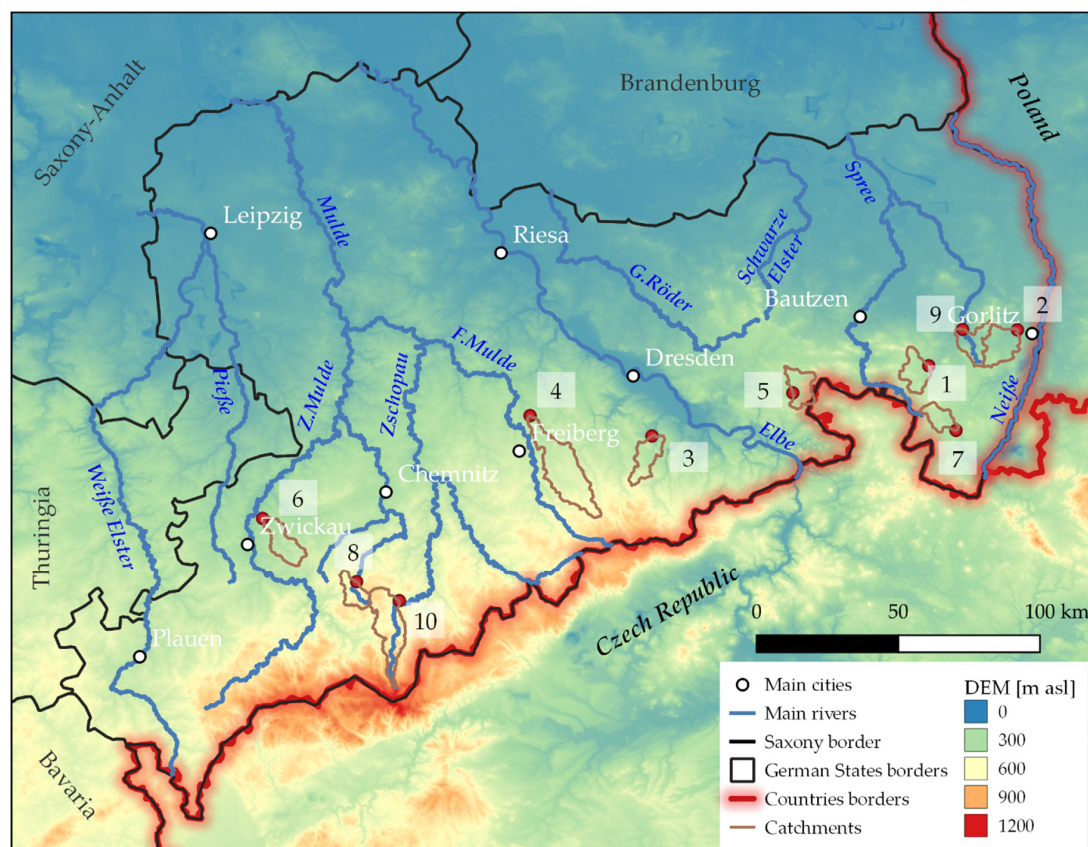 Saxony-Anhalt
Brandenburg
Poland
Leipzig
Mulde
Riesa
Spree
Schwarze
Elster
G.Röder
Bautzen
9
Gorlitz
2
Dresden
F.Mulde
Pieße
Z.Mulde
Zschopau
4
5
1
Neiße
Freiberg
3
Elbe
7
Weiße Elster
Chemnitz
6
Zwickau
Thuringia
8
10
Czech Republic
Plauen
Bavaria
0 50 100 km
Main cities
Main rivers
Saxony border
German States borders
Countries borders
Catchments
DEM [m asl]
0
300
600
900
1200